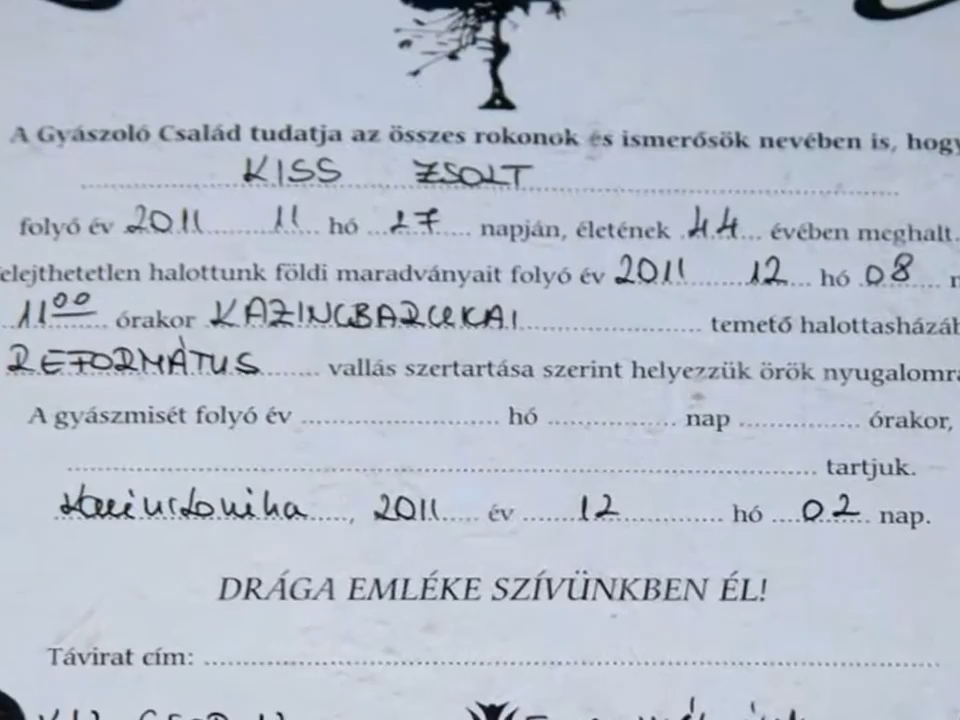 A Gyászoló Család tudatja az összes rokonok és ismerősök nevében is, hogy
KISS ZSOLT
folyó év 2011 11 hó 27 napján, életének 44 évében meghalt.
elejthetetlen halottunk földi maradványait folyó év 2011 12 hó 08
11⁰⁰ órakor KAZINCBARCIKAI temető halottasházáb
REFORMÁTUS vallás szertartása szerint helyezzük örök nyugalomra
A gyászmisét folyó év hó nap órakor,
tartjuk.
2011 év 12 hó 02 nap.
DRÁGA EMLÉKE SZÍVÜNKBEN ÉL!
Távirat cím: